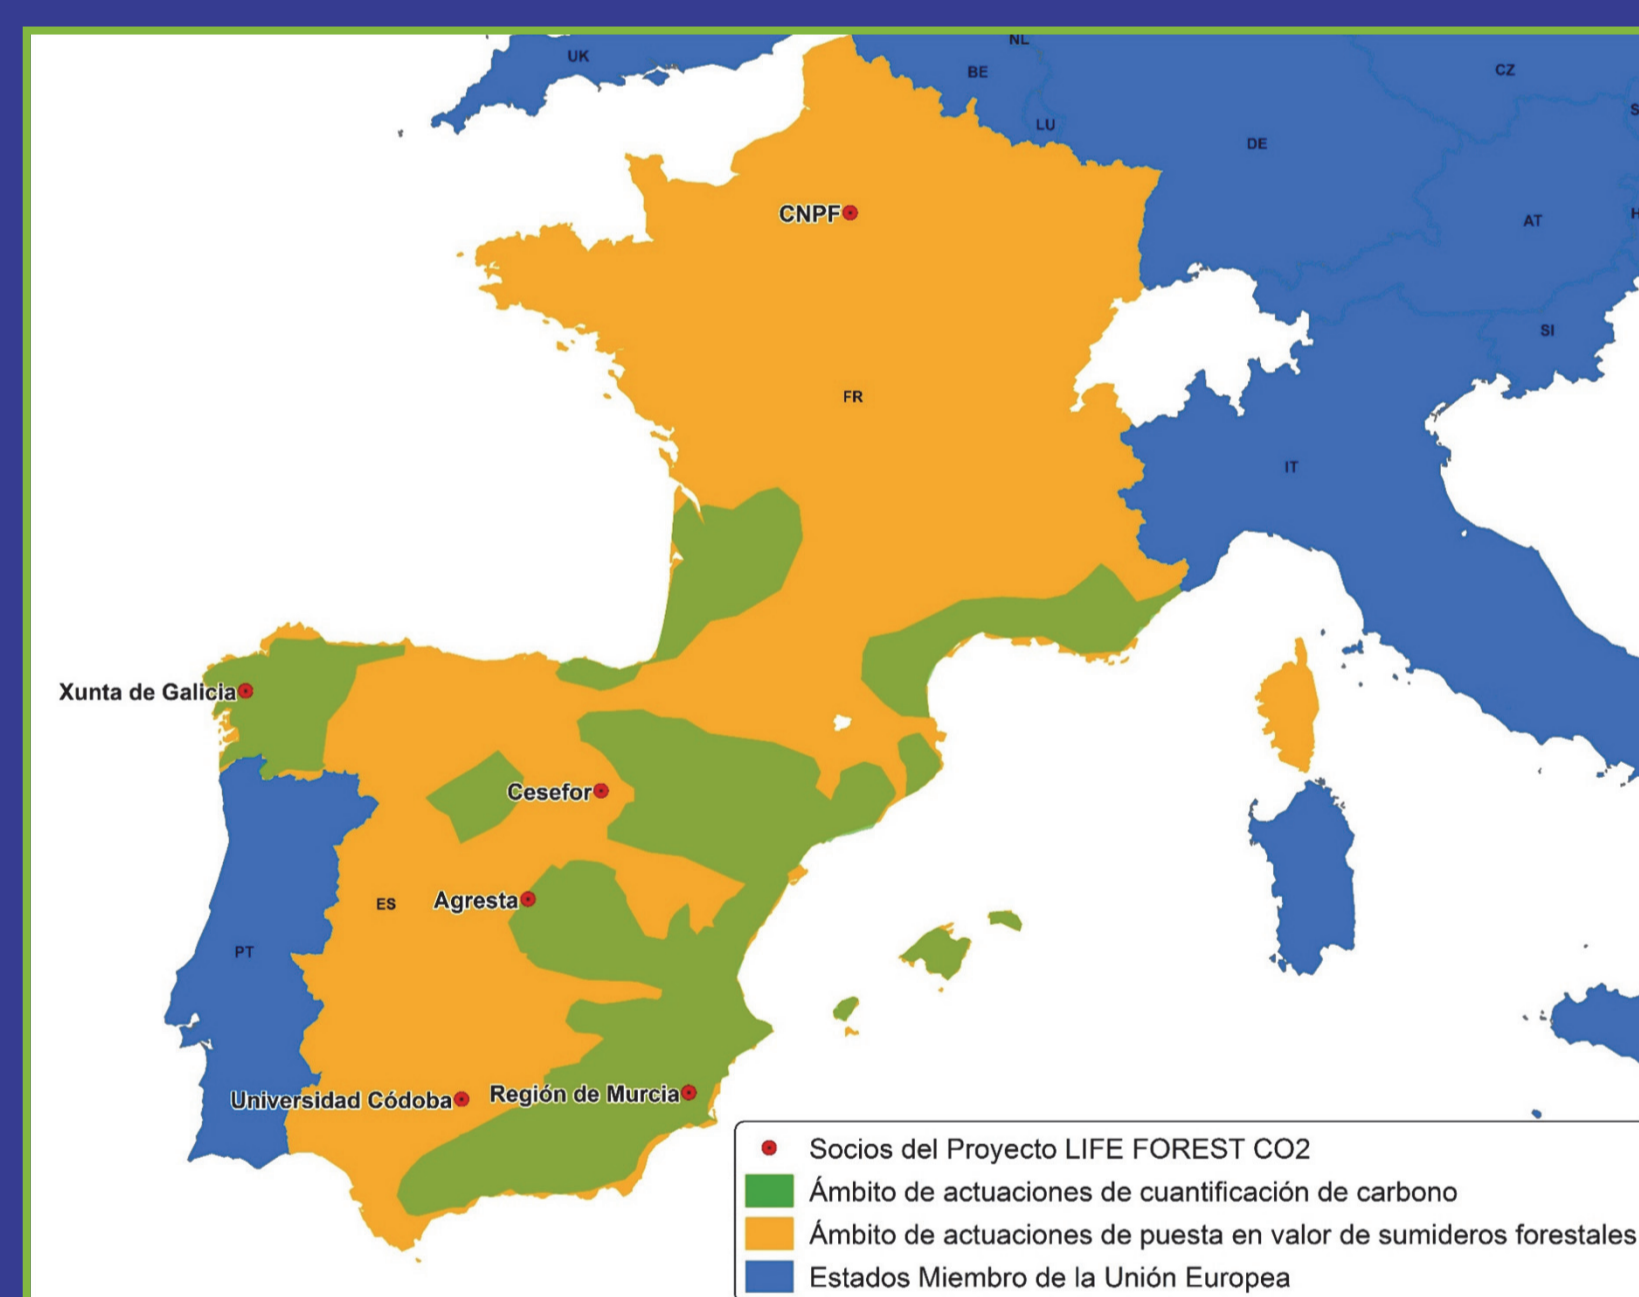 NL
UK
BE
CZ
LU
DE
CNPF
AT
SI
FR
IT
Xunta de Galicia
Cesefor
Agresta
ES
PT
Universidad Códoba
Región de Murcia
Socios del Proyecto LIFE FOREST CO2
Ámbito de actuaciones de cuantificación de carbono
Ámbito de actuaciones de puesta en valor de sumideros forestales
Estados Miembro de la Unión Europea